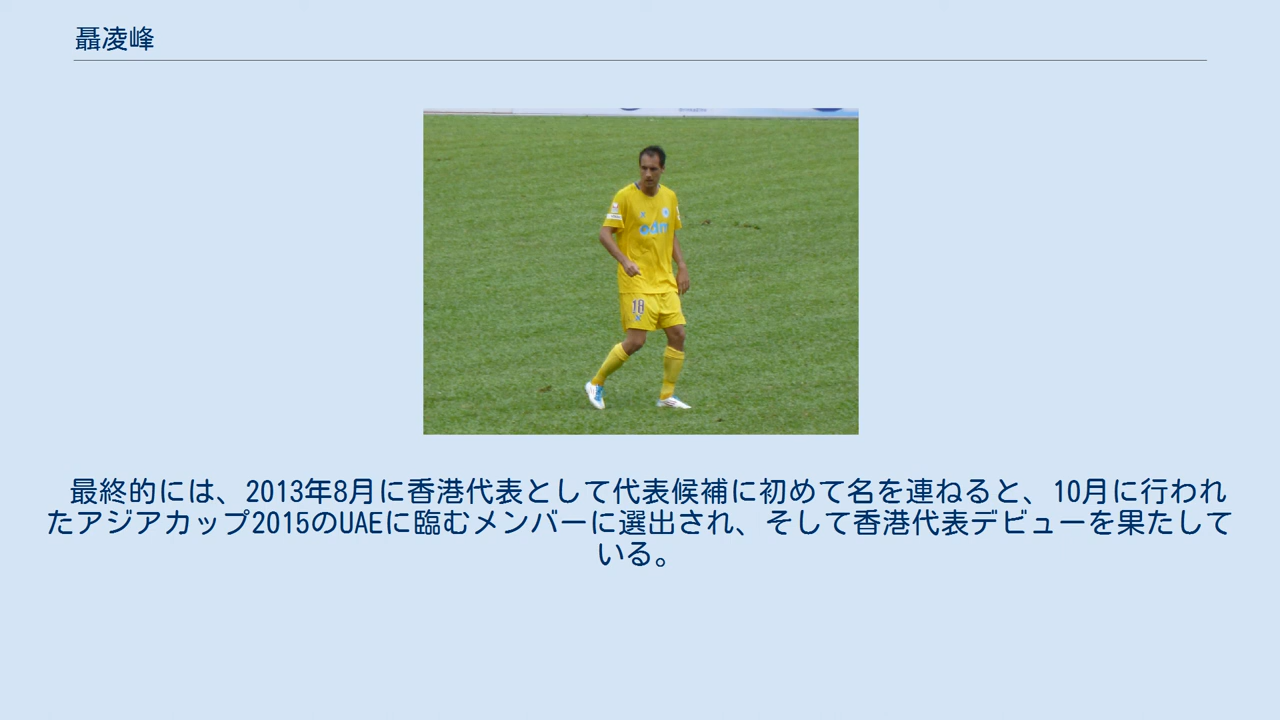 聶凌峰
18
最終的には、2013年8月に香港代表として代表候補に初めて名を連ねると、10月に行われ
たアジアカップ2015のUAEに臨むメンバーに選出され、そして香港代表デビューを果たして
いる。